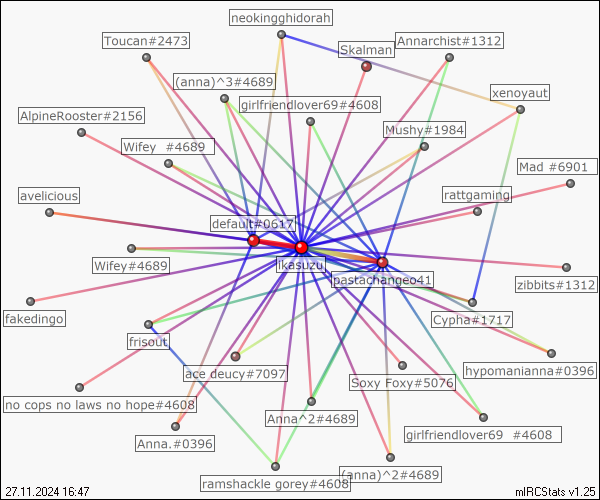 neokingghidorah
Toucan#2473
Skalman
Annarchist#1312
(anna)^3#4689
xenoyaut
girlfriendlover69#4608
AlpineRooster#2156
Mushy#1984
Wifey  #4689
Mad  #6901
avelicious
rattgaming
default#0617
ikasuzu
Wifey#4689
pastachangeo41
zibbits#1312
fakedingo
Cypha#1717
frisout
ace deucy#7097
hypomanianna#0396
Soxy Foxy#5076
no cops no laws no hope#4608
Anna^2#4689
Anna.#0396
girlfriendlover69  #4608
(anna)^2#4689
ramshackle gorey#4608
27.11.2024 16:47
mIRCStats v1.25